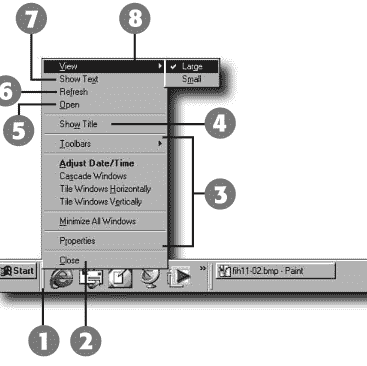 8
7
View
Large
Show Text
Small
6
Refresh
5
Open
Show Title
4
Toolbars
Adjust Date/Time
Cascade Windows
3
Tile Windows Horizontally
Tile Windows Vertically
Minimize All Windows
Properties
Close
Start
»
fih11-02.bmp - Paint
1
2